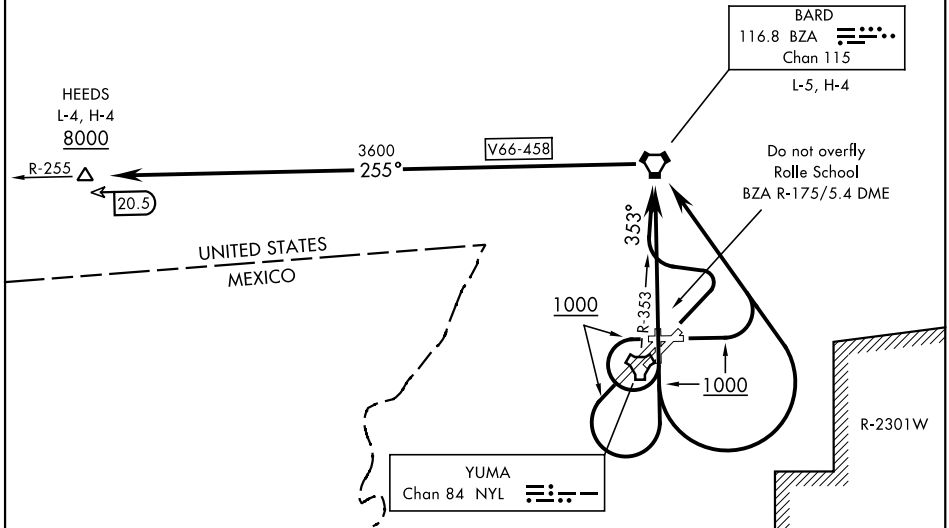 BARD
116.8 BZA
Chan 115
L-5, H-4
HEEDS
L-4, H-4
8000
R-255
20.5
3600
255°
V66-458
Do not overfly
Rolle School
BZA R-175/5.4 DME
353°
R-353
UNITED STATES
MEXICO
1000
1000
R-2301W
YUMA
Chan 84 NYL